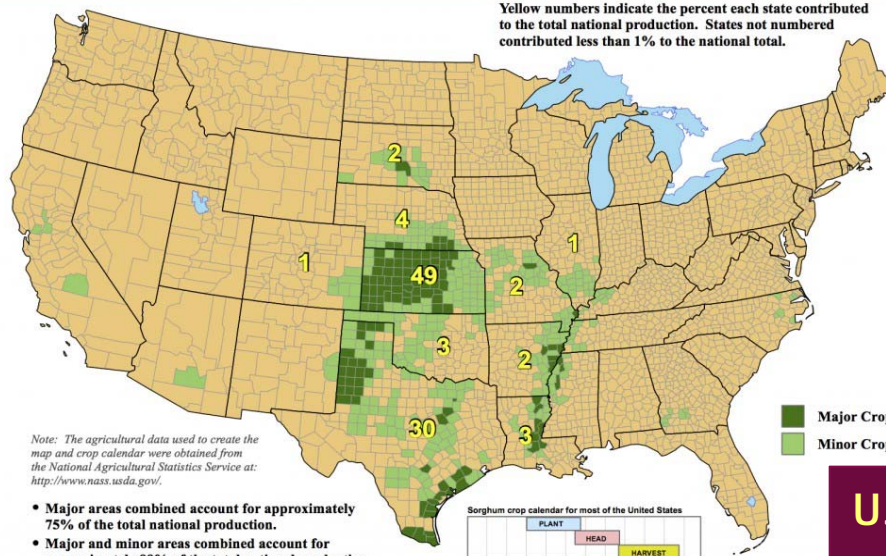 Yellow numbers indicate the percent each state contributed
to the total national production. States not numbered
contributed less than 1% to the national total.
2
4
1
49
2
1
3
2
30
3
Major Crop
Minor Crop
Note: The agricultural data used to create the
map and crop calendar were obtained from
the National Agricultural Statistics Service at:
http://www.nass.usda.gov/.
• Major areas combined account for approximately
75% of the total national production.
• Major and minor areas combined account for
Sorghum crop calendar for most of the United States
PLANT
HEAD
HARVEST
U.